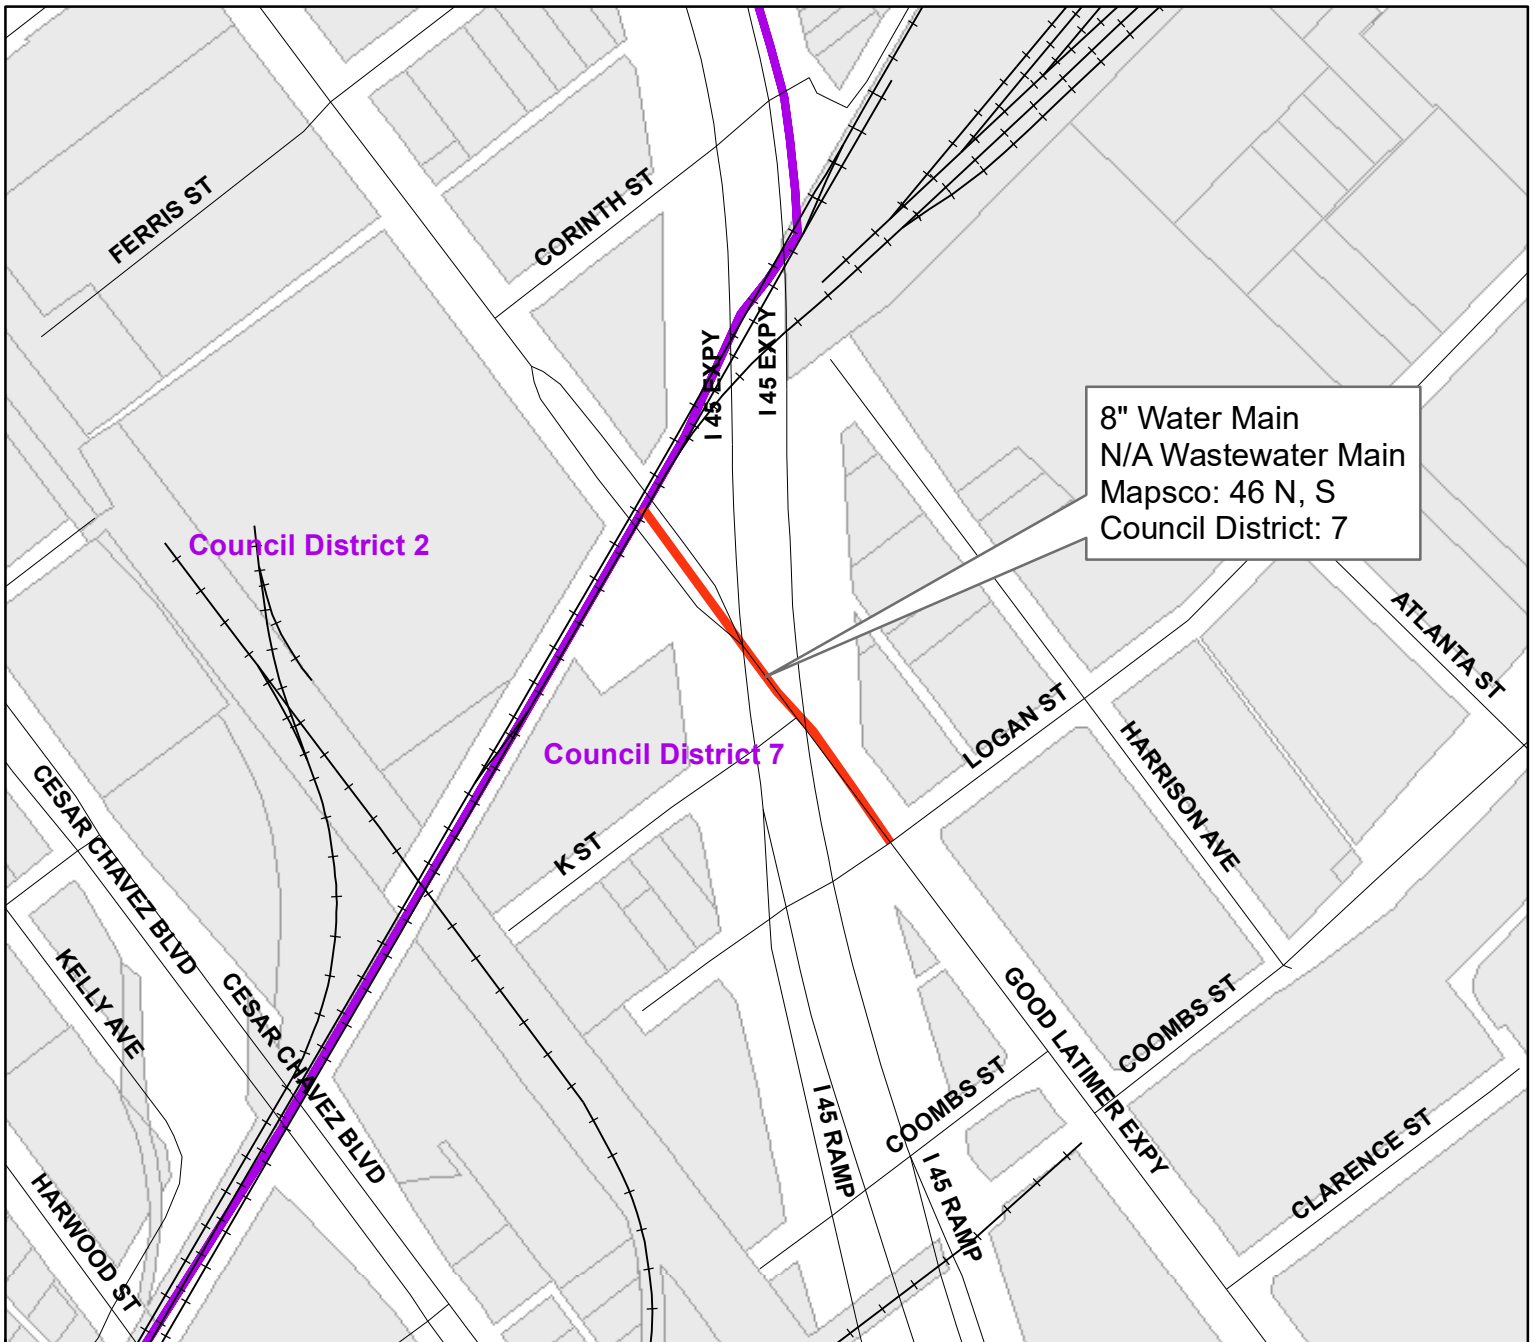 FERRIS ST
CORINTH ST
I 45 EXPY
I 45 EXPY
8" Water Main
N/A Wastewater Main
Mapsco: 46 N, S
Council District: 7
Council District 2
ATLANTA ST
LOGAN ST
HARRISON AVE
Council District 7
K ST
CESAR CHAVEZ BLVD
KELLY AVE
CESAR CHAVEZ BLVD
GOOD LATIMER EXPY
COOMBS ST
COOMBS ST
I 45 RAMP
I 45 RAMP
CLARENCE ST
HARWOOD ST